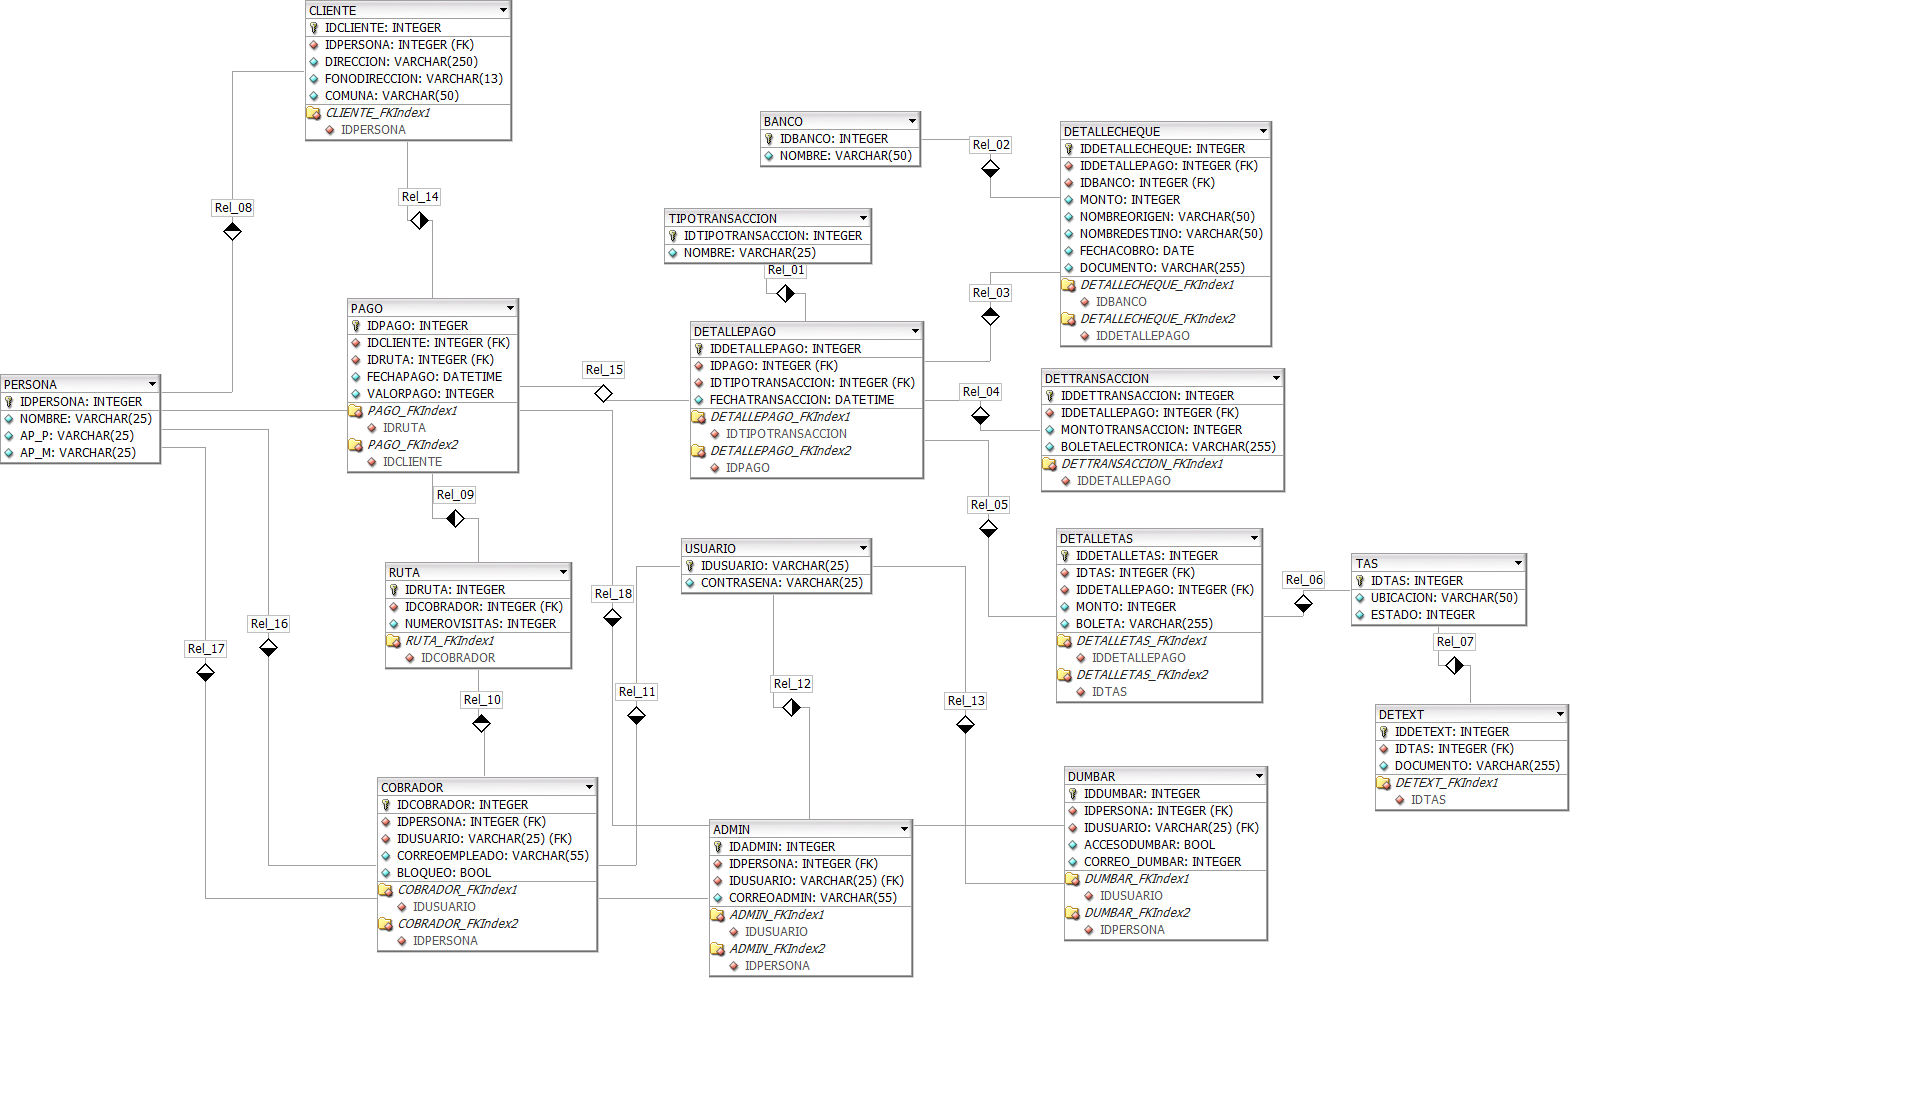 CLIENTE
IDCLIENTE: INTEGER
IDPERSONA: INTEGER (FK)
DIRECCION: VARCHAR(250)
FONODIRECCION: VARCHAR(13)
COMUNA: VARCHAR(50)
CLIENTE_FKIndex1
IDPERSONA
Rel_08
Rel_14
BANCO
IDBANCO: INTEGER
NOMBRE: VARCHAR(50)
Rel_02
DETALLECHEQUE
IDDETALLECHEQUE: INTEGER
IDDETALLEPAGO: INTEGER (FK)
IDBANCO: INTEGER (FK)
MONTO: INTEGER
NOMBREORIGEN: VARCHAR(50)
NOMBREDESTINO: VARCHAR(50)
FECHACOBRO: DATE
DOCUMENTO: VARCHAR(255)
DETALLECHEQUE_FKIndex1
IDBANCO
DETALLECHEQUE_FKIndex2
IDDETALLEPAGO
TIPOTRANSACCION
IDTIPOTRANSACCION: INTEGER
NOMBRE: VARCHAR(25)
Rel_01
Rel_03
PAGO
IDPAGO: INTEGER
IDCLIENTE: INTEGER (FK)
IDRUTA: INTEGER (FK)
FECHAPAGO: DATETIME
VALORPAGO: INTEGER
PAGO_FKIndex1
IDRUTA
PAGO_FKIndex2
IDCLIENTE
Rel_15
DETALLEPAGO
IDDETALLEPAGO: INTEGER
IDPAGO: INTEGER (FK)
IDTIPOTRANSACCION: INTEGER (FK)
FECHATRANSACCION: DATETIME
DETALLEPAGO_FKIndex1
IDTIPOTRANSACCION
DETALLEPAGO_FKIndex2
IDPAGO
Rel_04
DETTRANSACCION
IDDETTRANSACCION: INTEGER
IDDETALLEPAGO: INTEGER (FK)
MONTOTRANSACCION: INTEGER
BOLETAELECTRONICA: VARCHAR(255)
DETTRANSACCION_FKIndex1
IDDETALLEPAGO
PERSONA
IDPERSONA: INTEGER
NOMBRE: VARCHAR(25)
AP_P: VARCHAR(25)
AP_M: VARCHAR(25)
Rel_09
Rel_05
RUTA
IDRUTA: INTEGER
IDCOBRADOR: INTEGER (FK)
NUMEROVISITAS: INTEGER
RUTA_FKIndex1
IDCOBRADOR
Rel_18
USUARIO
IDUSUARIO: VARCHAR(25)
CONTRASENA: VARCHAR(25)
DETALLETAS
IDDETALLETAS: INTEGER
IDTAS: INTEGER (FK)
IDDETALLEPAGO: INTEGER (FK)
MONTO: INTEGER
BOLETA: VARCHAR(255)
DETALLETAS_FKIndex1
IDDETALLEPAGO
DETALLETAS_FKIndex2
IDTAS
Rel_06
TAS
IDTAS: INTEGER
UBICACION: VARCHAR(50)
ESTADO: INTEGER
Rel_07
Rel_16
Rel_17
Rel_10
Rel_11
Rel_12
Rel_13
DETEXT
IDDETEXT: INTEGER
IDTAS: INTEGER (FK)
DOCUMENTO: VARCHAR(255)
DETEXT_FKIndex1
IDTAS
COBRADOR
IDCOBRADOR: INTEGER
IDPERSONA: INTEGER (FK)
IDUSUARIO: VARCHAR(25) (FK)
CORREOEMPLEADO: VARCHAR(55)
BLOQUEO: BOOL
COBRADOR_FKIndex1
IDUSUARIO
COBRADOR_FKIndex2
IDPERSONA
ADMIN
IDADMIN: INTEGER
IDPERSONA: INTEGER (FK)
IDUSUARIO: VARCHAR(25) (FK)
CORREOADMIN: VARCHAR(55)
ADMIN_FKIndex1
IDUSUARIO
ADMIN_FKIndex2
IDPERSONA
DUMBAR
IDDUMBAR: INTEGER
IDPERSONA: INTEGER (FK)
IDUSUARIO: VARCHAR(25) (FK)
ACCESODUMBAR: BOOL
CORREO_DUMBAR: INTEGER
DUMBAR_FKIndex1
IDUSUARIO
DUMBAR_FKIndex2
IDPERSONA